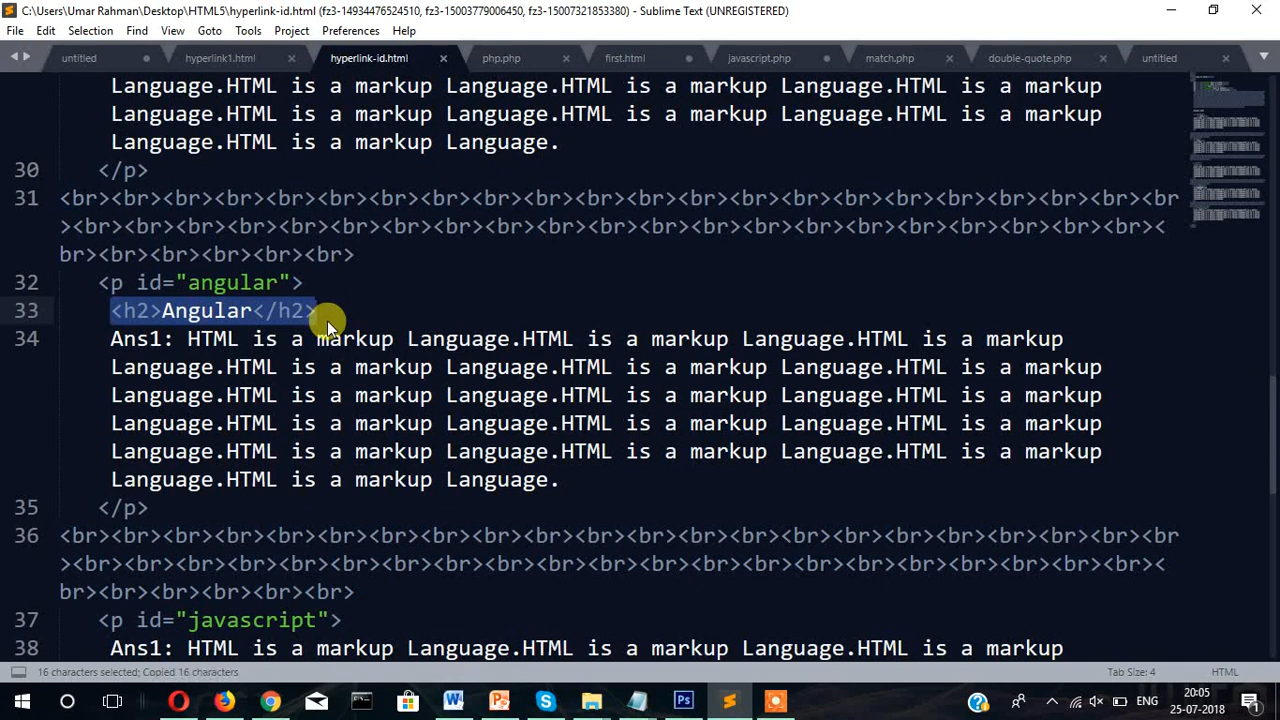 C:\Users\Umar Rahman\Desktop\HTML5\hyperlink-id.html (fz3-14934476524510, fz3-15003779006450, fz3-15007321853380) - Sublime Text (UNREGISTERED)
File Edit Selection Find View Goto Tools Project Preferences Help
untitled hyperlink1.html hyperlink-id.html php.php first.html javascript.php match.php double-quote.php untitled
Language.HTML is a markup Language.HTML is a markup Language.HTML is a markup
Language.HTML is a markup Language.HTML is a markup Language.HTML is a markup
Language.HTML is a markup Language.
30 </p>
31 <br><br><br><br><br><br><br><br><br><br><br><br><br><br><br><br><br><br><br><br><br><br
><br><br><br><br><br><br><br><br><br><br><br><br><br><br><br><br><br><br><br><br><br><
br><br><br><br><br><br>
32 <p id="angular">
33 <h2>Angular</h2>
34 Ans1: HTML is a markup Language.HTML is a markup Language.HTML is a markup
Language.HTML is a markup Language.HTML is a markup Language.HTML is a markup
Language.HTML is a markup Language.HTML is a markup Language.HTML is a markup
Language.HTML is a markup Language.HTML is a markup Language.HTML is a markup
Language.HTML is a markup Language.HTML is a markup Language.HTML is a markup
Language.HTML is a markup Language.
35 </p>
36 <br><br><br><br><br><br><br><br><br><br><br><br><br><br><br><br><br><br><br><br><br><br
><br><br><br><br><br><br><br><br><br><br><br><br><br><br><br><br><br><br><br><br><br><
br><br><br><br><br><br>
37 <p id="javascript">
38 Ans1: HTML is a markup Language.HTML is a markup Language.HTML is a markup
16 characters selected; Copied 16 characters Tab Size: 4 HTML
ENG 20:05
25-07-2018